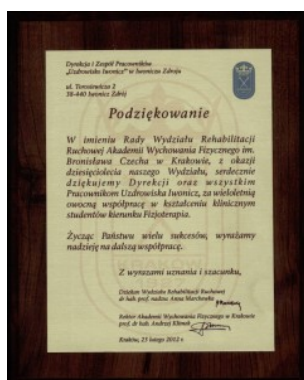 Dyrekcja i Zespół Pracowników
„Uzdrowisko Iwonicz” w Iwoniczu Zdroju
ul. Torosiewicza 2
38-440 Iwonicz Zdrój
Podziękowanie
W imieniu Rady Wydziału Rehabilitacji
Ruchowej Akademii Wychowania Fizycznego im.
Bronisława Czecha w Krakowie, z okazji
dziesięciolecia naszego Wydziału, serdecznie
dziękujemy Dyrekcji oraz wszystkim
Pracownikom Uzdrowiska Iwonicz, za wieloletnią
owocną współpracę w kształceniu klinicznym
studentów kierunku Fizjoterapia.
Życząc Państwu wielu sukcesów, wyrażamy
nadzieję na dalszą współpracę.
Z wyrazami uznania i szacunku,
Dziekan Wydziału Rehabilitacji Ruchowej
dr hab. prof. nadzw. Anna Marchewka
Rektor Akademii Wychowania Fizycznego w Krakowie
prof. dr hab. Andrzej Klimek
Kraków, 23 lutego 2012 r.